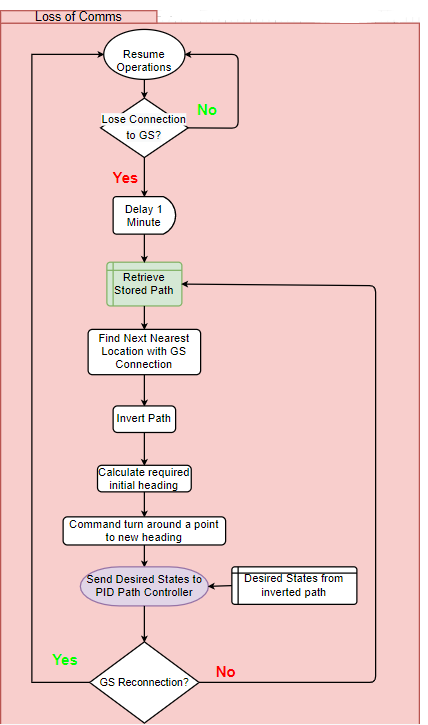 Loss of Comms
Resume
Operations
No
Lose Connection
to GS?
Yes
Delay 1
Minute
Retrieve
Stored Path
Find Next Nearest
Location with GS
Connection
Invert Path
Calculate required
initial heading
Command turn around a point
to new heading
Send Desired States to
PID Path Controller
Desired States from
inverted path
Yes
GS Reconnection?
No